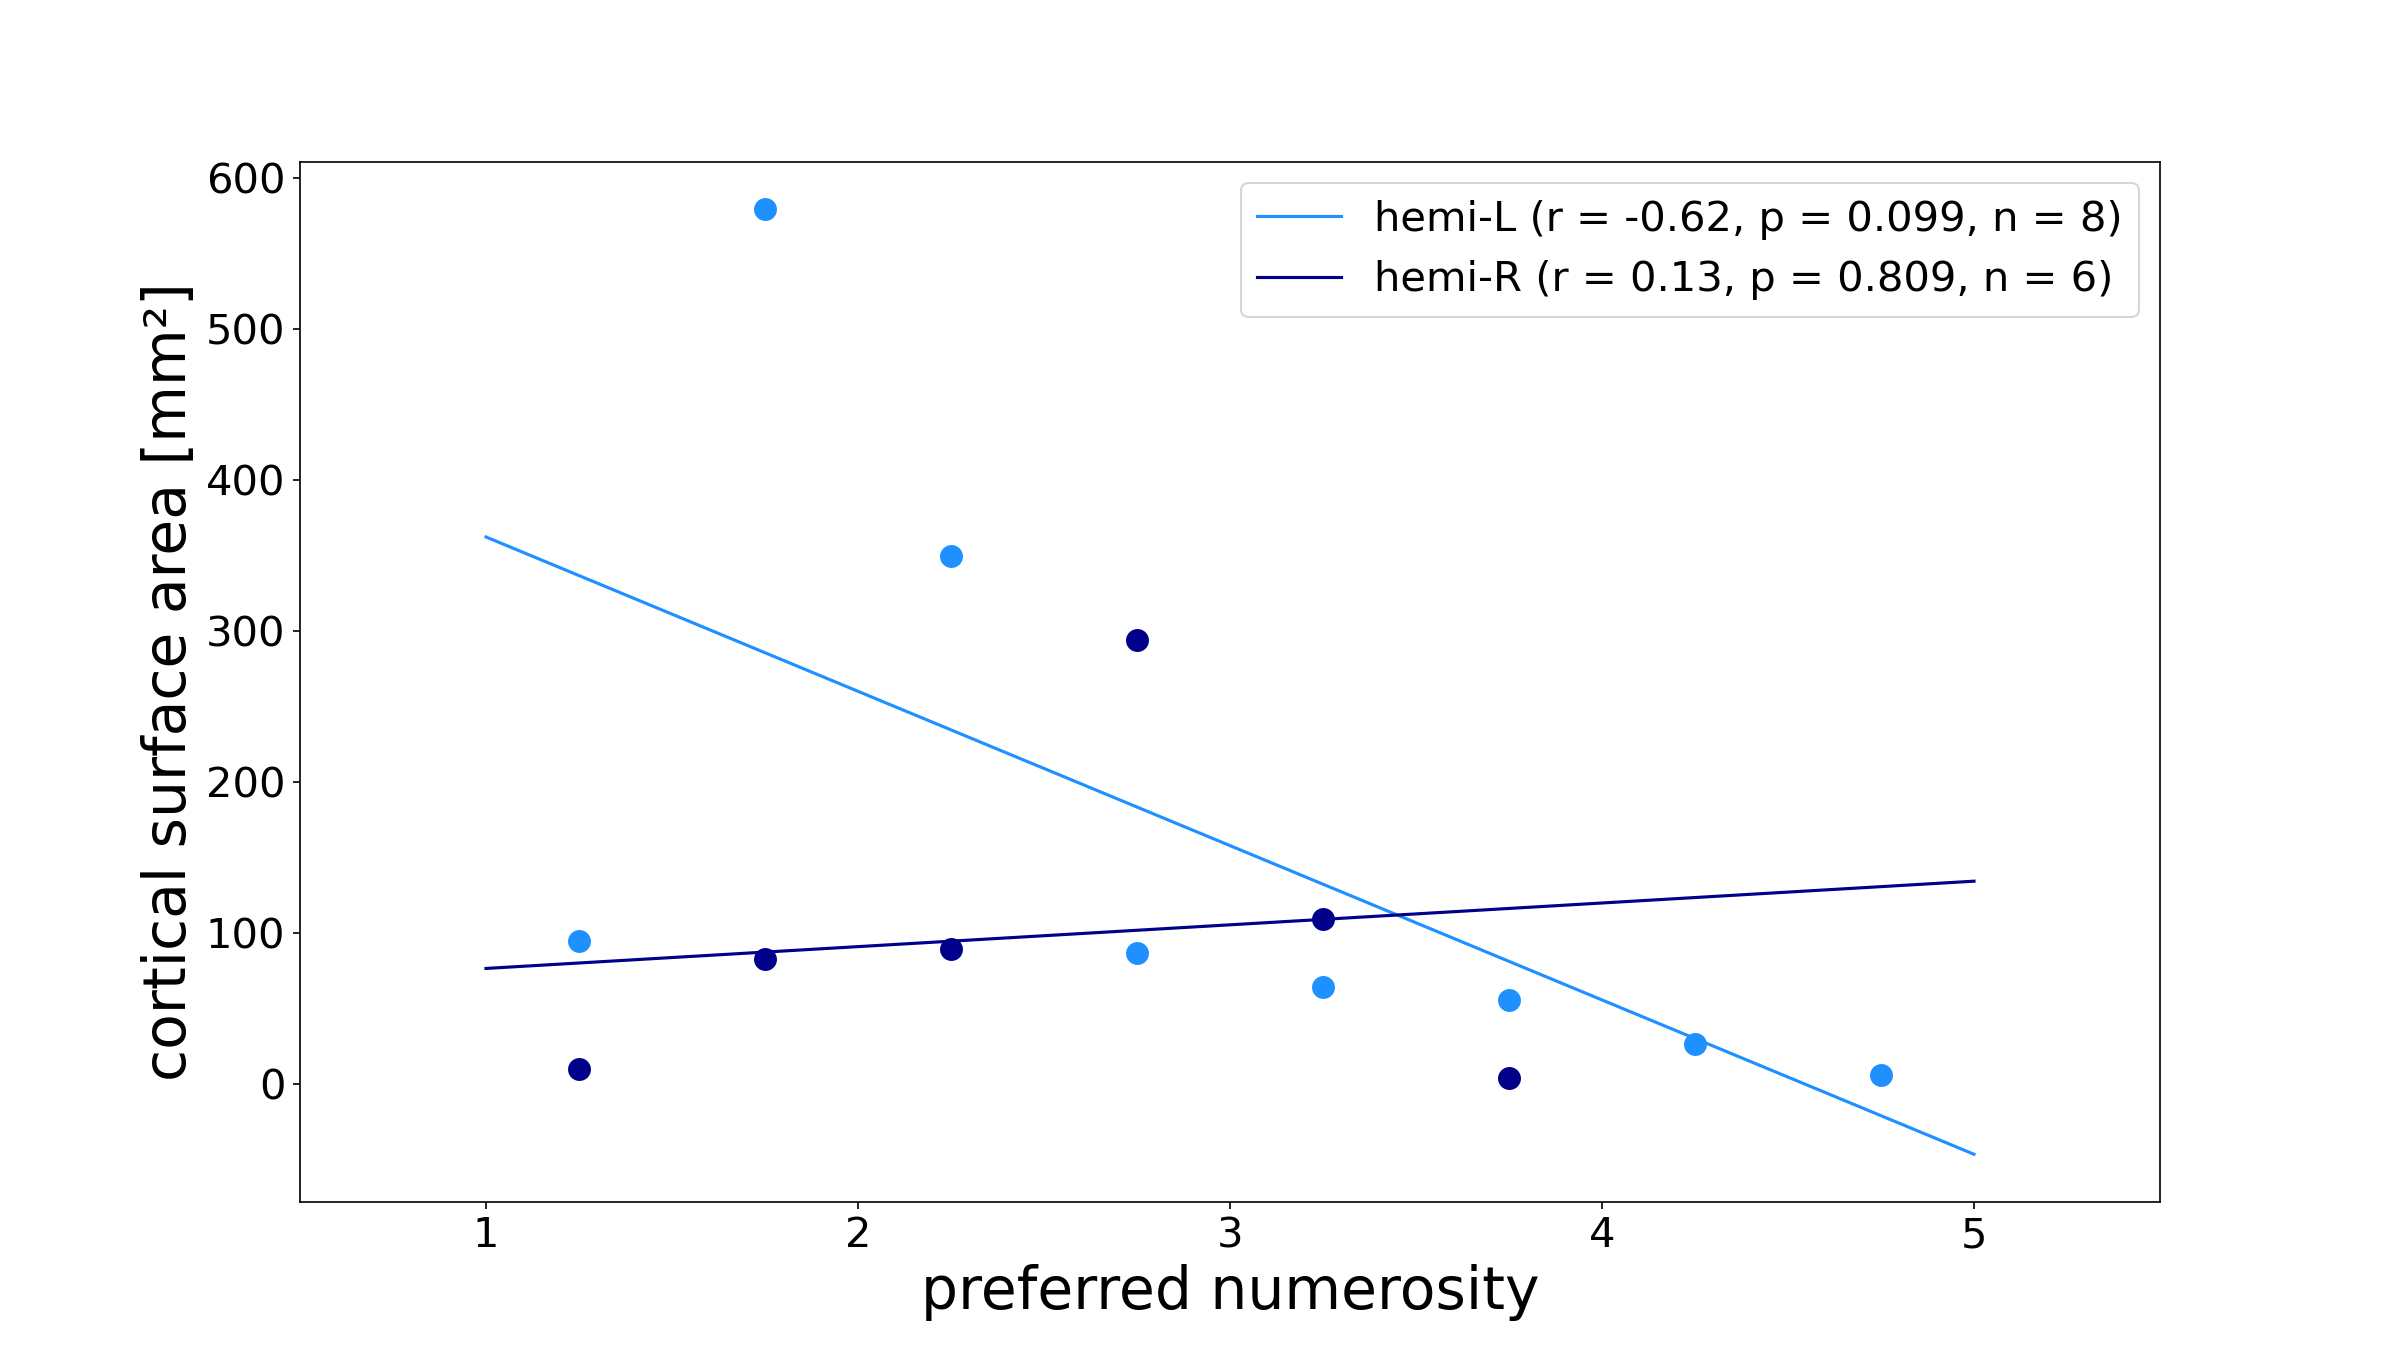 hemi-L (r = -0.62, p = 0.099, n = 8)
hemi-R (r = 0.13, p = 0.809, n = 6)
cortical surface area [mm²]
600
500
400
300
200
100
0
1 2 3 4 5
preferred numerosity